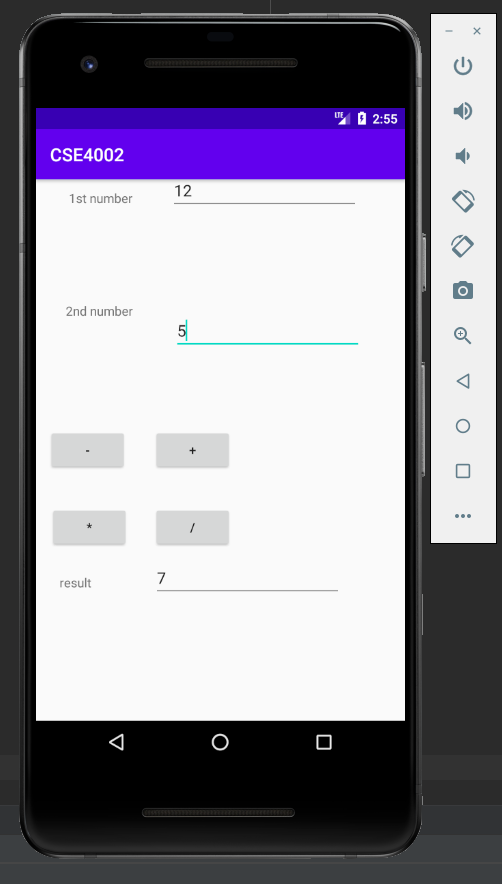 LTE 2:55
CSE4002
1st number 12
2nd number
5
- +
* /
result 7